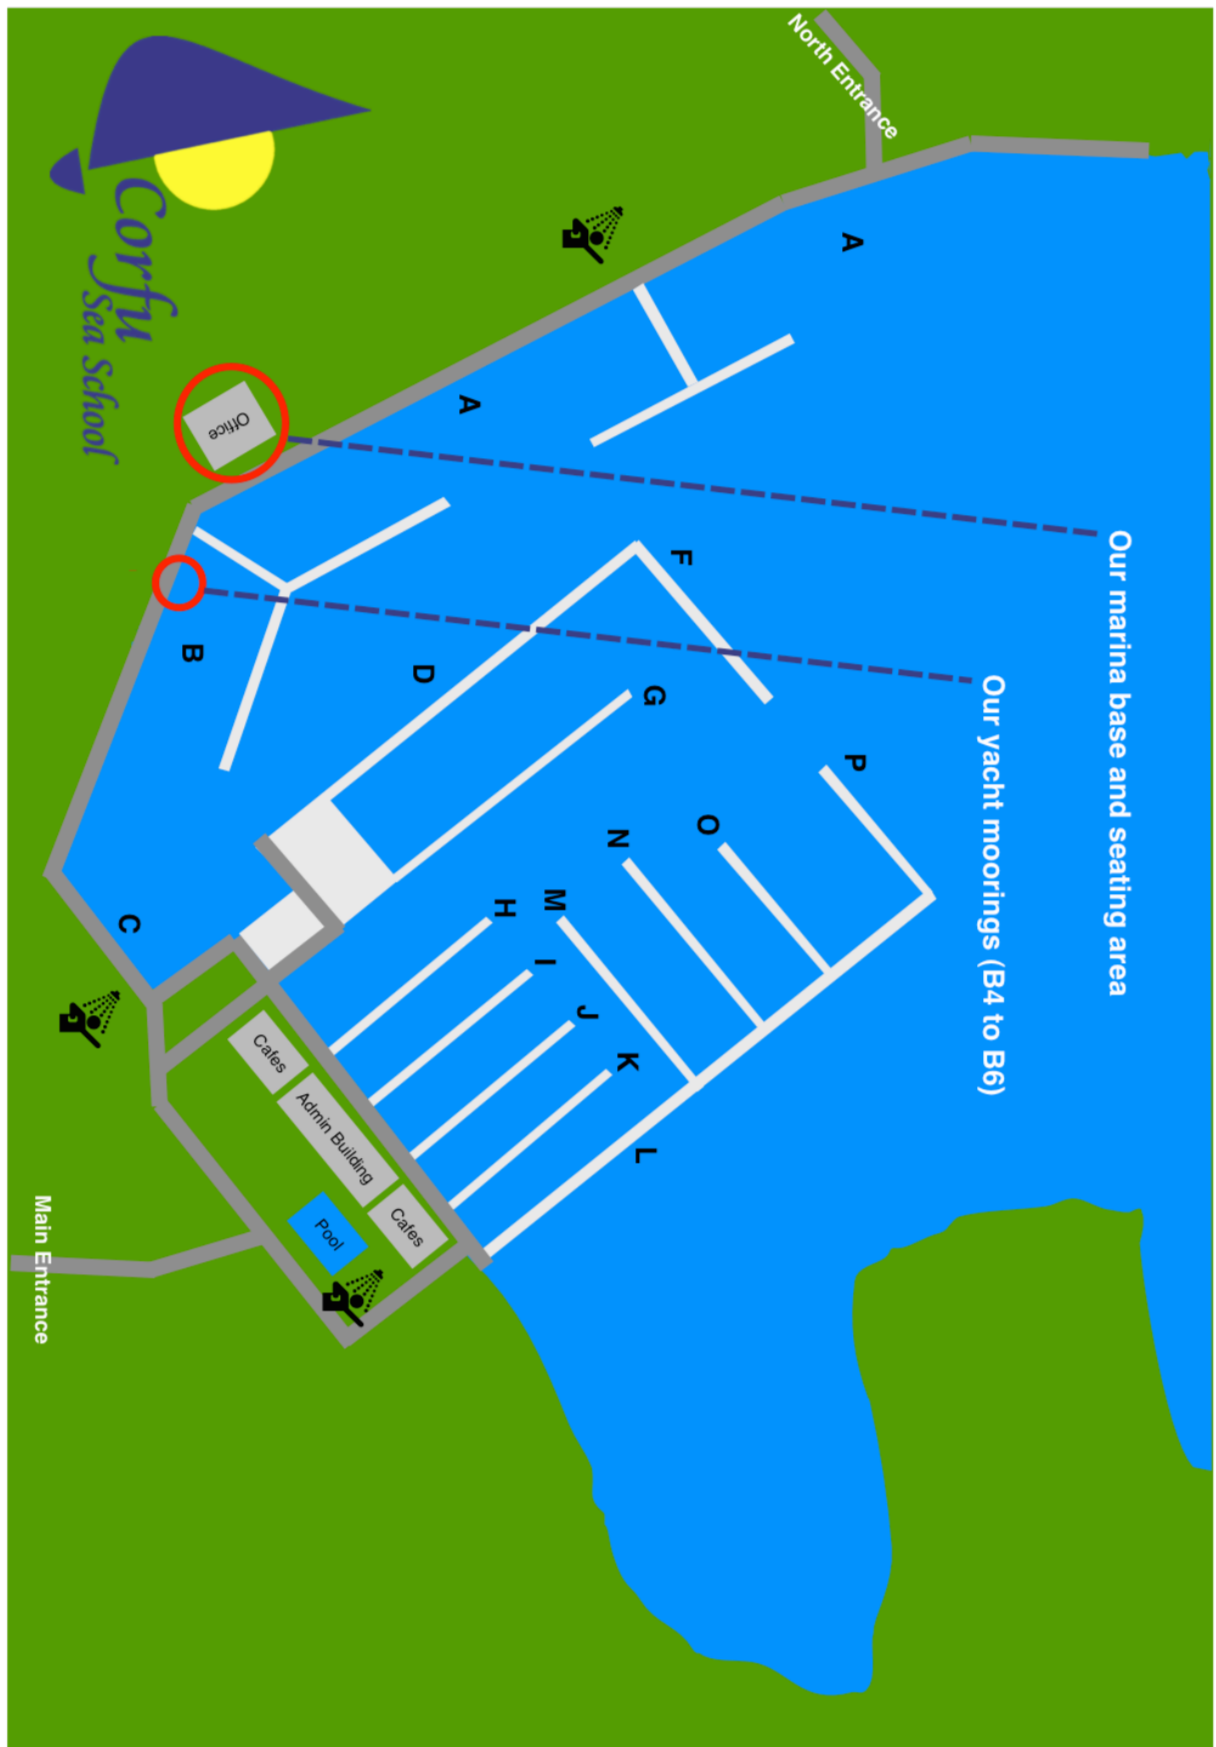 North Entrance
A
A
Corfu
Sea School
Office
Our marina base and seating area
Our yacht moorings (B4 to B6)
F
B
D
G
P
O
N
M
H
I
J
K
L
C
Cafes
Admin Building
Cafes
Pool
Main Entrance